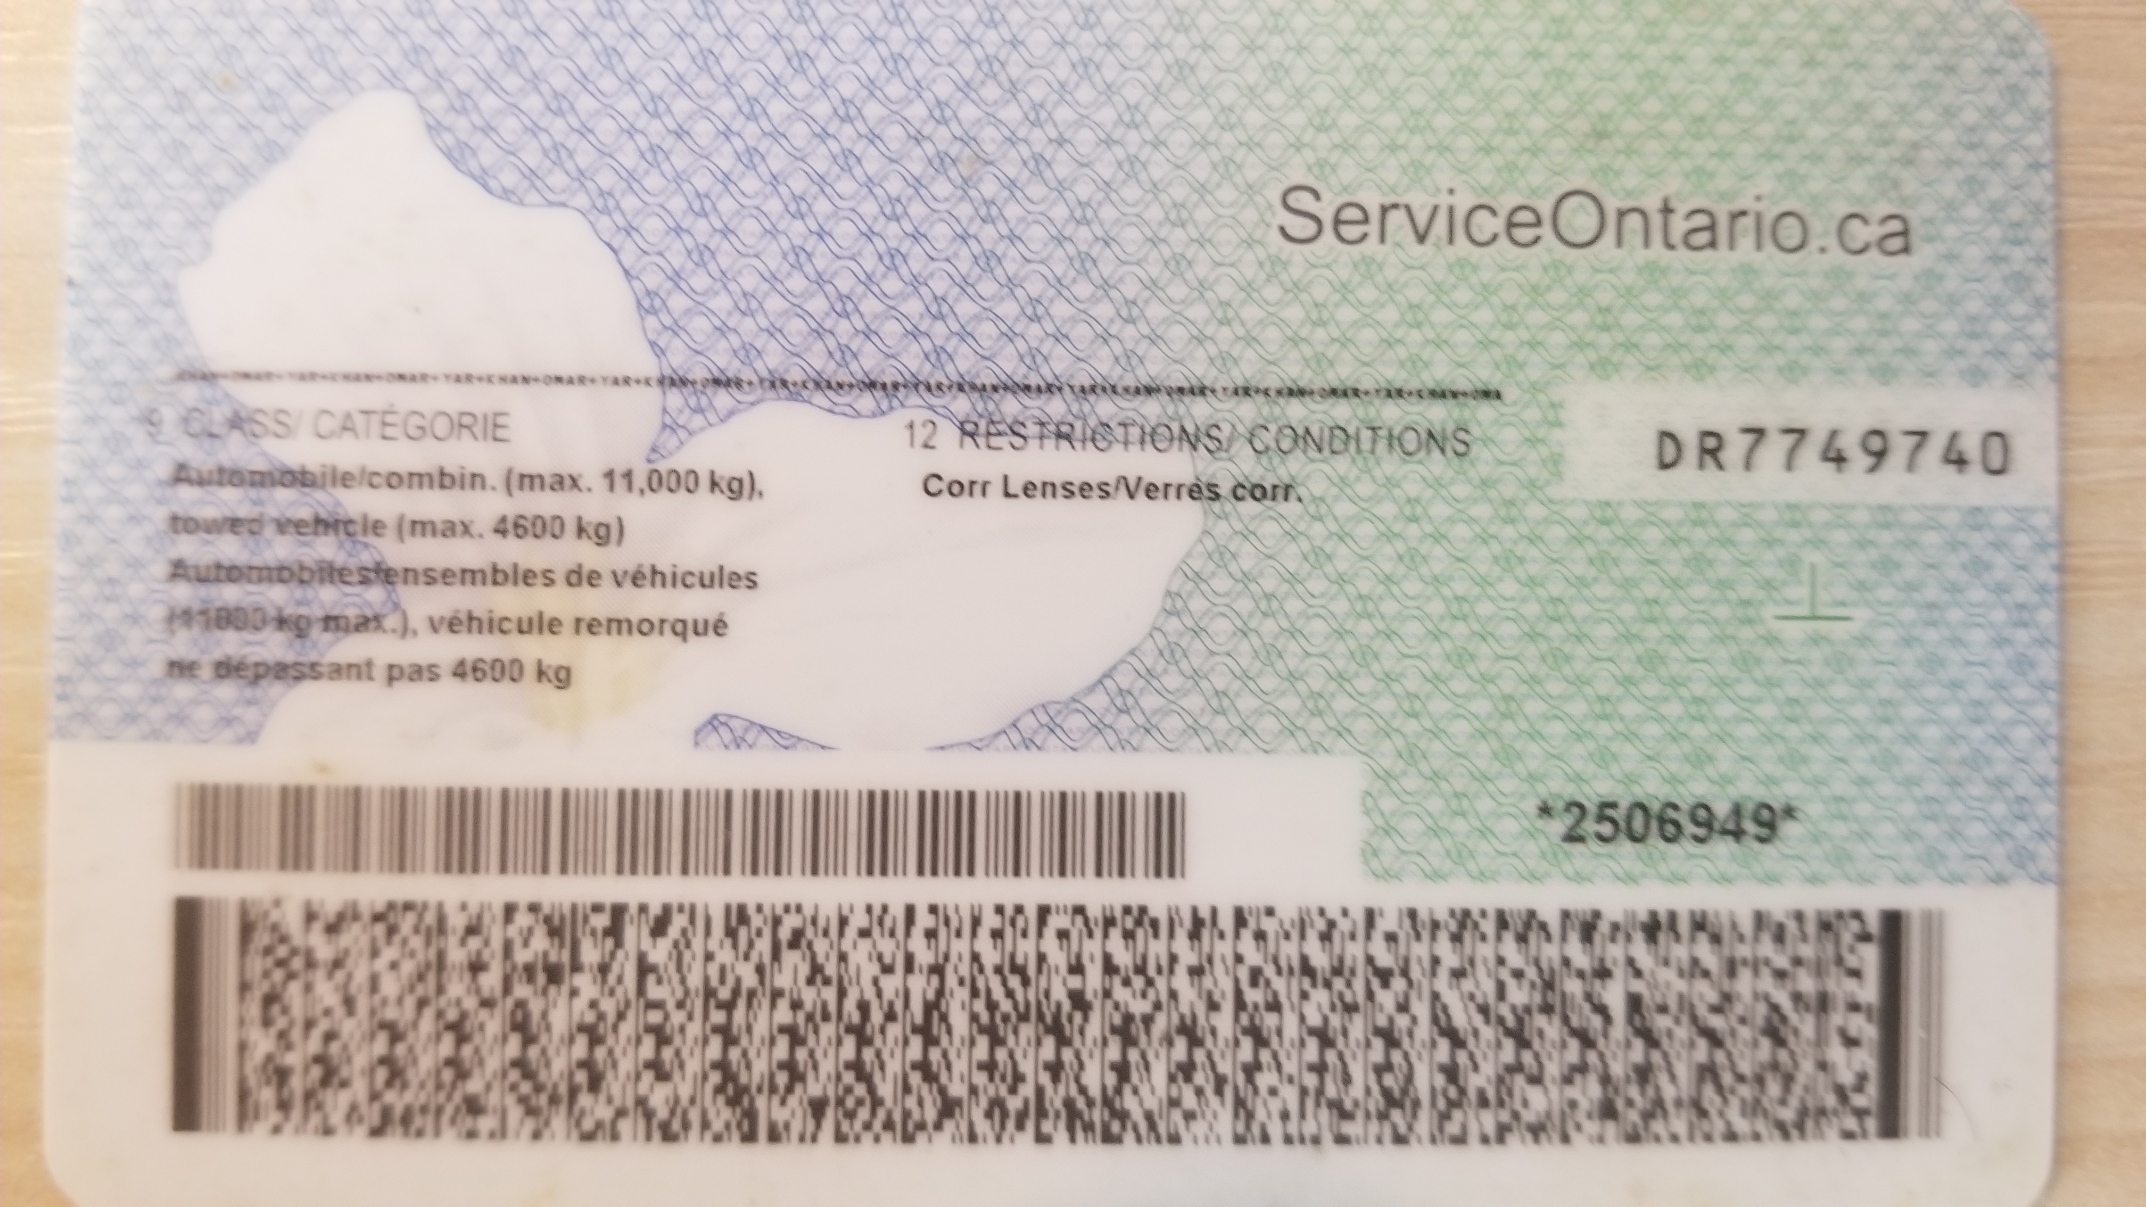 ServiceOntario.ca
9 CLASS/CATÉGORIE
Automobile/combin. (max. 11,000 kg),
towed vehicle (max. 4600 kg)
Automobiles/ensembles de véhicules
(11000 kg max.), véhicule remorqué
ne dépassant pas 4600 kg
12 RESTRICTIONS/CONDITIONS
Corr Lenses/Verres corr.
DR7749740
*2506949*